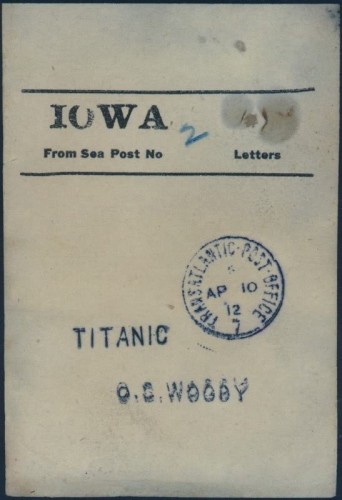 IOWA 2
From Sea Post No Letters
TRANSATLANTIC·POST·OFFICE
AP 10
12
7
TITANIC
O.S. WOODY